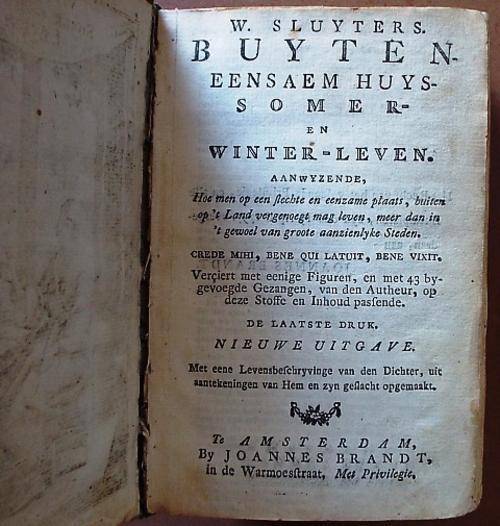 W. SLUYTERS.
BUYTEN-
EENSAEM HUYS-
SOMER-
EN
WINTER-LEVEN.
AANWYZENDE,
Hoe men op een ſlechte en eenzame plaats, buiten
op 't Land vergenoegt mag leven, meer dan in
't gewoel van groote aanzienlyke Steden.
CREDE MIHI, BENE QUI LATUIT, BENE VIXIT.
Verçiert met eenige Figuren, en met 43 by-
gevoegde Gezangen, van den Autheur, op
deze Stoffe en Inhoud paſſende.
DE LAATSTE DRUK.
NIEUWE UITGAVE.
Met eene Levensbeſchryvinge van den Dichter, uit
aantekeningen van Hem en zyn geſlacht opgemaakt.
Te AMSTERDAM,
By JOANNES BRANDT,
in de Warmoesſtraat, Met Privilegie.